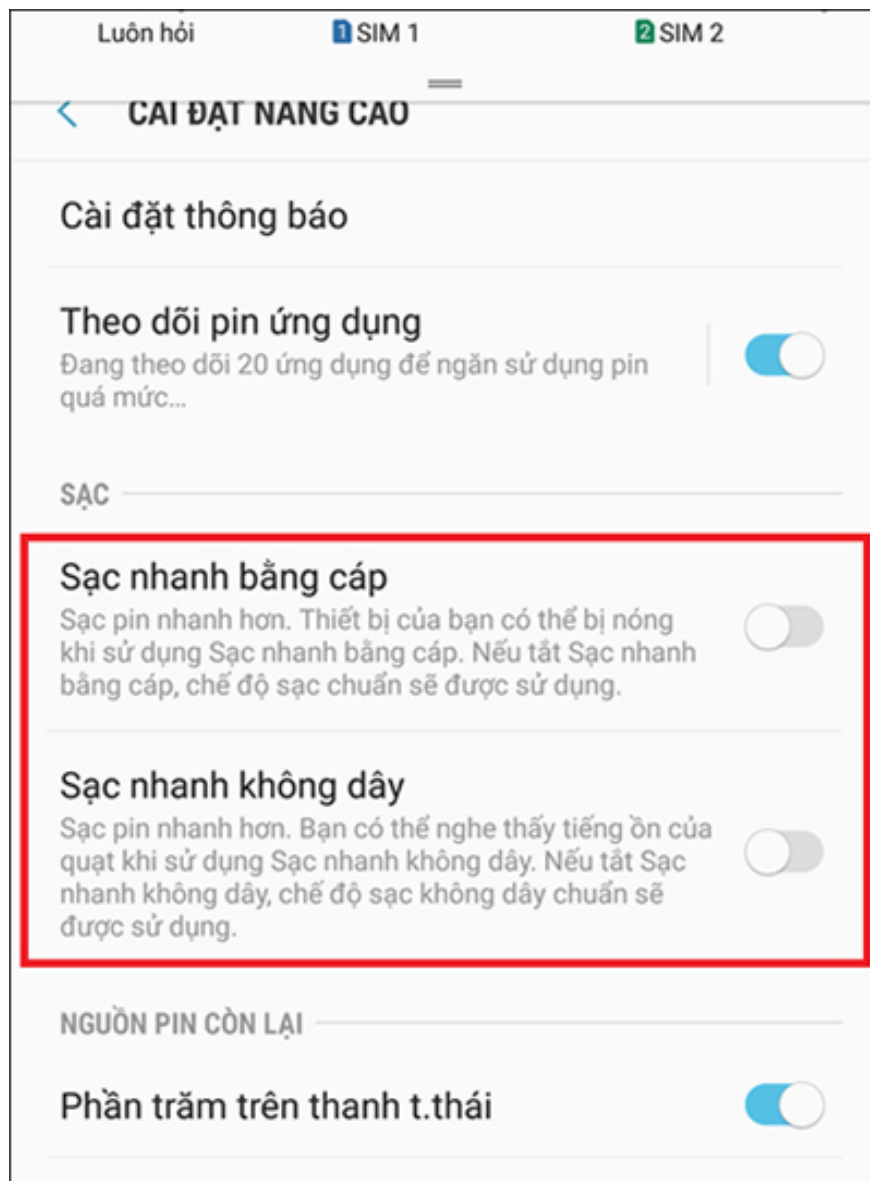 Luôn hỏi 1 SIM 1 2 SIM 2
CÀI ĐẶT NÂNG CAO
Cài đặt thông báo
Theo dõi pin ứng dụng
Đang theo dõi 20 ứng dụng để ngăn sử dụng pin
quá mức...
SẠC
Sạc nhanh bằng cáp
Sạc pin nhanh hơn. Thiết bị của bạn có thể bị nóng
khi sử dụng Sạc nhanh bằng cáp. Nếu tắt Sạc nhanh
bằng cáp, chế độ sạc chuẩn sẽ được sử dụng.
Sạc nhanh không dây
Sạc pin nhanh hơn. Bạn có thể nghe thấy tiếng ồn của
quạt khi sử dụng Sạc nhanh không dây. Nếu tắt Sạc
nhanh không dây, chế độ sạc không dây chuẩn sẽ
được sử dụng.
NGUỒN PIN CÒN LẠI
Phần trăm trên thanh t.thái